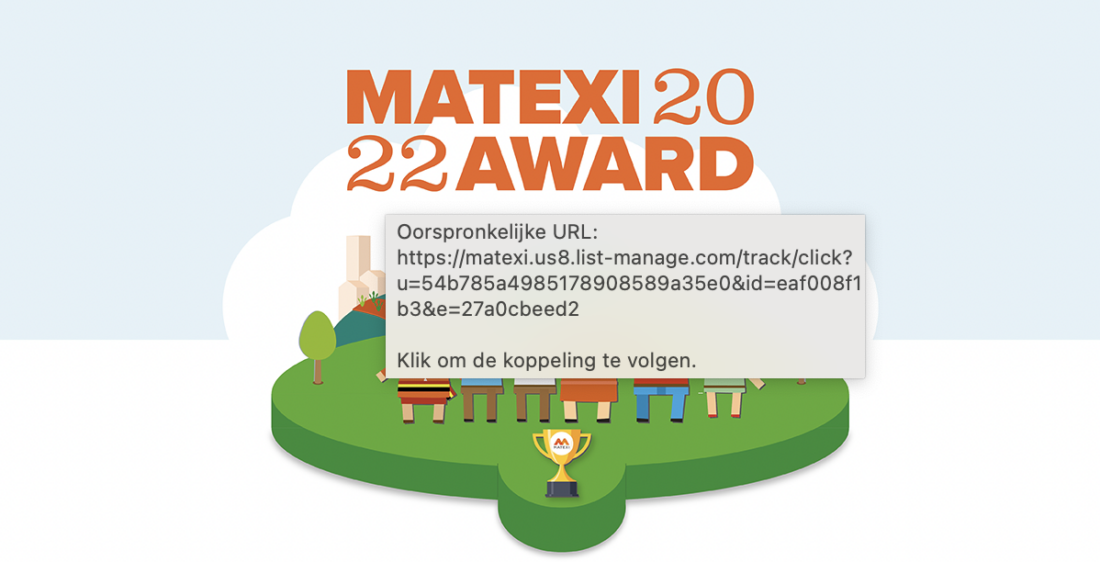 MATEXI 20
22 AWARD
Oorspronkelijke URL:
https://matexi.us8.list-manage.com/track/click?
u=54b785a4985178908589a35e0&id=eaf008f1
b3&e=27a0cbeed2
Klik om de koppeling te volgen.
MATEXI